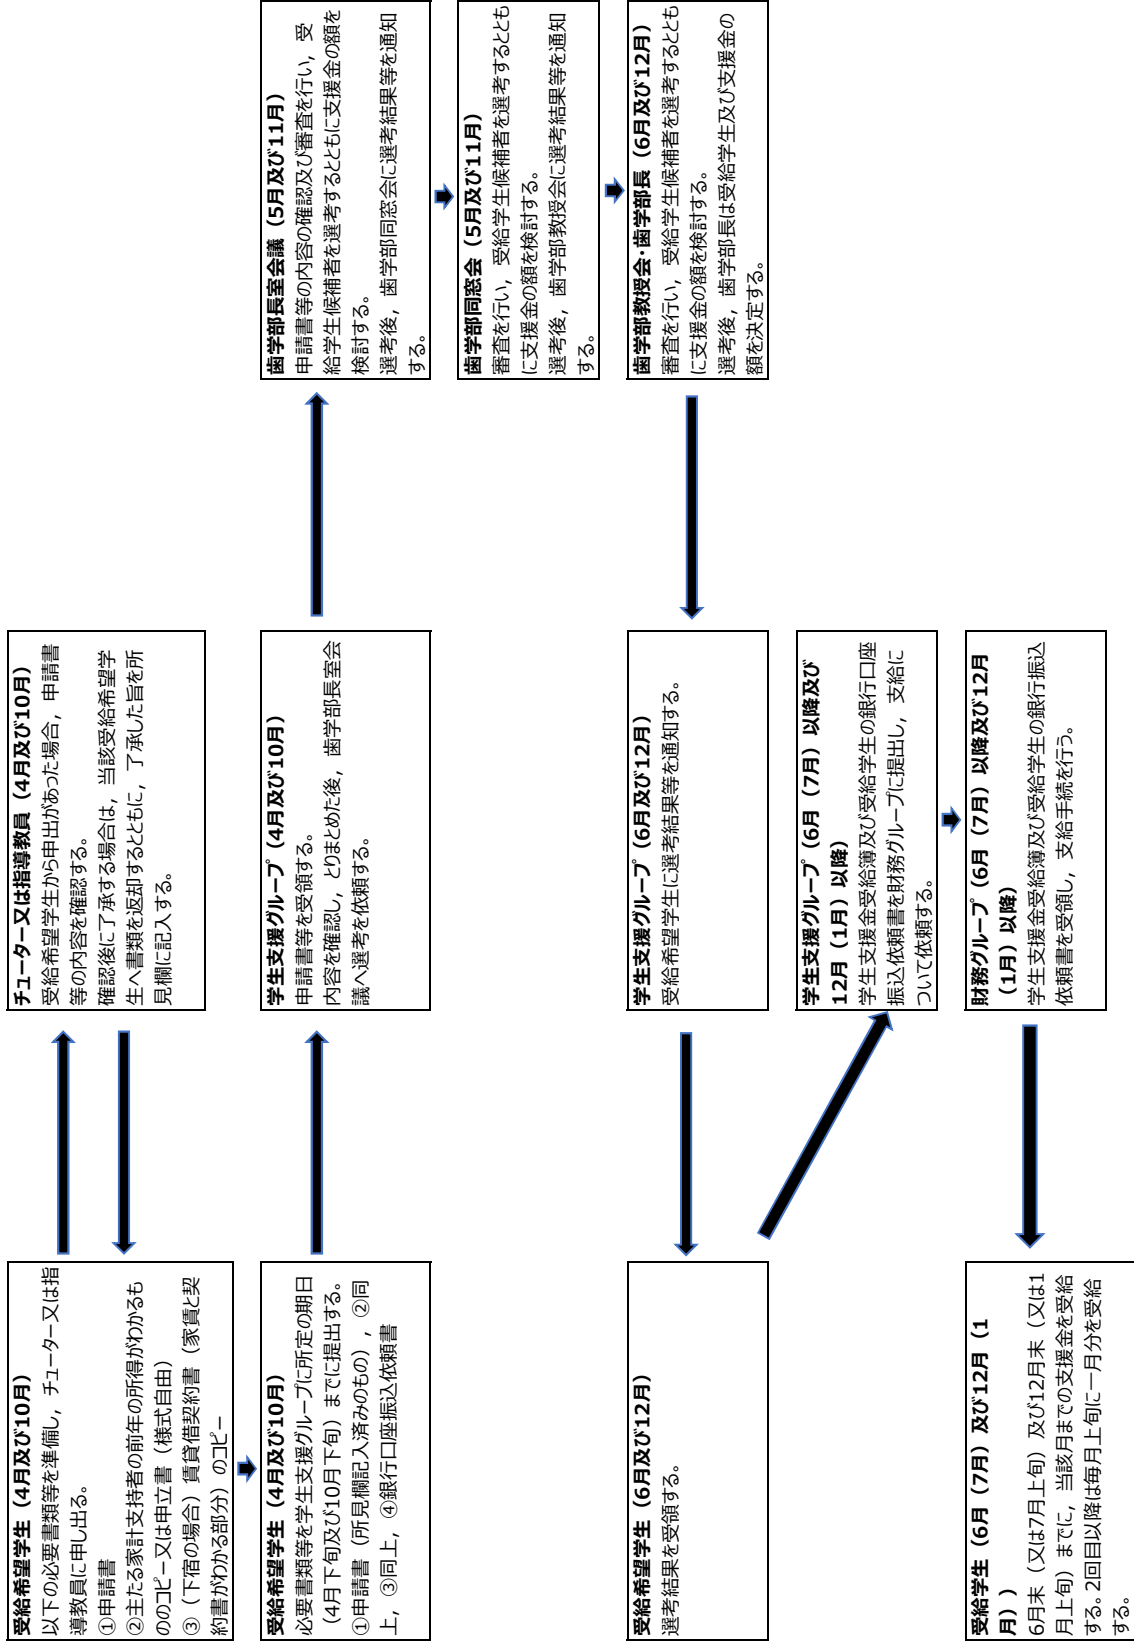 受給希望学生（4月及び10月）
以下の必要書類等を準備し，チューター又は指
導教員に申し出る。
①申請書
②主たる家計支持者の前年の所得がわかるも
ののコピー又は申立書（様式自由）
③（下宿の場合）賃貸借契約書（家賃と契
約書がわかる部分）のコピー
チューター又は指導教員（4月及び10月）
受給希望学生から申出があった場合，申請書
等の内容を確認する。
確認後に了承する場合は，当該受給希望学
生へ書類を返却するとともに，了承した旨を所
見欄に記入する。
受給希望学生（4月及び10月）
必要書類等を学生支援グループに所定の期日
（4月下旬及び10月下旬）までに提出する。
①申請書（所見欄記入済みのもの），②同
上，③同上，④銀行口座振込依頼書
学生支援グループ（4月及び10月）
申請書等を受領する。
内容を確認し，とりまとめた後，歯学部長室会
議へ選考を依頼する。
歯学部長室会議（5月及び11月）
申請書等の内容の確認及び審査を行い，受
給学生候補者を選考するとともに支援金の額を
検討する。
選考後，歯学部同窓会に選考結果等を通知
する。
歯学部同窓会（5月及び11月）
審査を行い，受給学生候補者を選考するととも
に支援金の額を検討する。
選考後，歯学部教授会に選考結果等を通知
する。
歯学部教授会・歯学部長（6月及び12月）
審査を行い，受給学生候補者を選考するととも
に支援金の額を検討する。
選考後，歯学部長は受給学生及び支援金の
額を決定する。
学生支援グループ（6月及び12月）
受給希望学生に選考結果等を通知する。
受給希望学生（6月及び12月）
選考結果を受領する。
学生支援グループ（6月（7月）以降及び
12月（1月）以降）
学生支援金受給簿及び受給学生の銀行口座
振込依頼書を財務グループに提出し，支給に
ついて依頼する。
財務グループ（6月（7月）以降及び12月
（1月）以降）
学生支援金受給簿及び受給学生の銀行振込
依頼書を受領し，支給手続を行う。
受給学生（6月（7月）及び12月（1
月））
6月末（又は7月上旬）及び12月末（又は1
月上旬）までに，当該月までの支援金を受給
する。2回目以降は毎月上旬に一月分を受給
する。